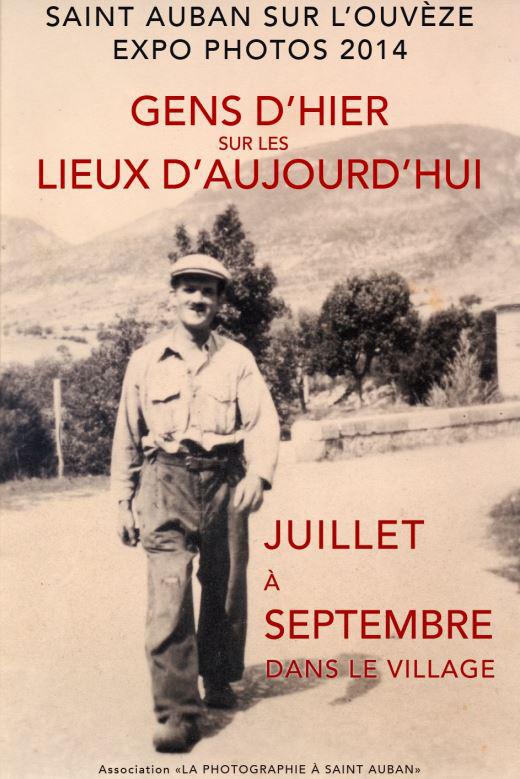 SAINT AUBAN SUR L’OUVÈZE
EXPO PHOTOS 2014
GENS D’HIER
SUR LES
LIEUX D’AUJOURD’HUI
JUILLET
À
SEPTEMBRE
DANS LE VILLAGE
Association «LA PHOTOGRAPHIE À SAINT AUBAN»